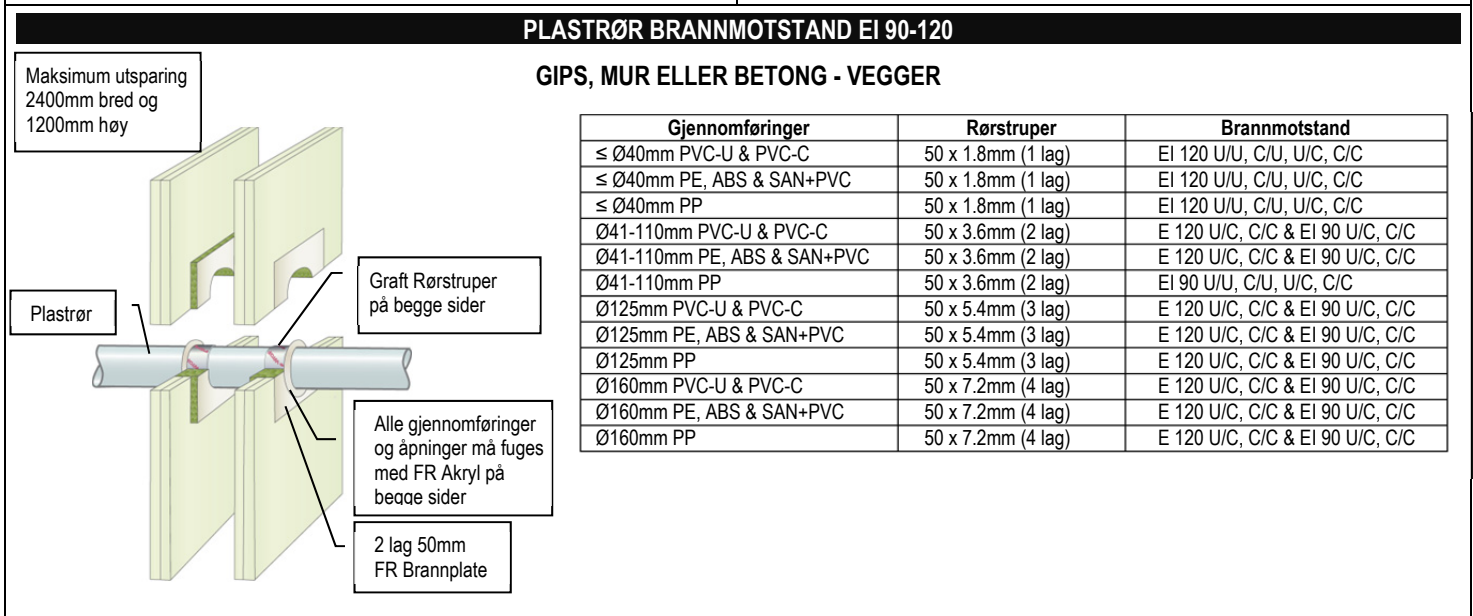 PLASTRØR BRANNMOTSTAND EI 90-120
Maksimum utsparing
2400mm bred og
1200mm høy
GIPS, MUR ELLER BETONG - VEGGER
Gjennomføringer Rørstruper Brannmotstand
≤ Ø40mm PVC-U & PVC-C 50 x 1.8mm (1 lag) EI 120 U/U, C/U, U/C, C/C
≤ Ø40mm PE, ABS & SAN+PVC 50 x 1.8mm (1 lag) EI 120 U/U, C/U, U/C, C/C
≤ Ø40mm PP 50 x 1.8mm (1 lag) EI 120 U/U, C/U, U/C, C/C
Ø41-110mm PVC-U & PVC-C 50 x 3.6mm (2 lag) E 120 U/C, C/C & EI 90 U/C, C/C
Ø41-110mm PE, ABS & SAN+PVC 50 x 3.6mm (2 lag) E 120 U/C, C/C & EI 90 U/C, C/C
Ø41-110mm PP 50 x 3.6mm (2 lag) EI 90 U/U, C/U, U/C, C/C
Ø125mm PVC-U & PVC-C 50 x 5.4mm (3 lag) E 120 U/C, C/C & EI 90 U/C, C/C
Ø125mm PE, ABS & SAN+PVC 50 x 5.4mm (3 lag) E 120 U/C, C/C & EI 90 U/C, C/C
Ø125mm PP 50 x 5.4mm (3 lag) E 120 U/C, C/C & EI 90 U/C, C/C
Ø160mm PVC-U & PVC-C 50 x 7.2mm (4 lag) E 120 U/C, C/C & EI 90 U/C, C/C
Ø160mm PE, ABS & SAN+PVC 50 x 7.2mm (4 lag) E 120 U/C, C/C & EI 90 U/C, C/C
Ø160mm PP 50 x 7.2mm (4 lag) E 120 U/C, C/C & EI 90 U/C, C/C
Graft Rørstruper
på begge sider
Plastrør
Alle gjennomføringer
og åpninger må fuges
med FR Akryl på
begge sider
2 lag 50mm
FR Brannplate